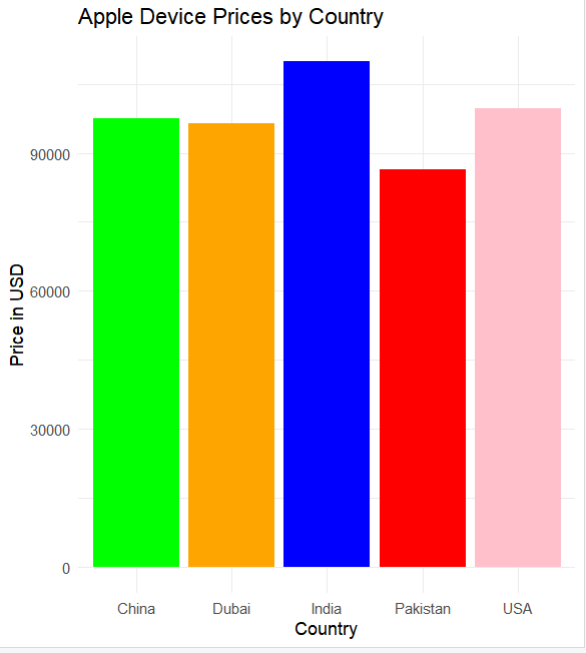 Apple Device Prices by Country
Price in USD
90000
60000
30000
0
China Dubai India Pakistan USA
Country